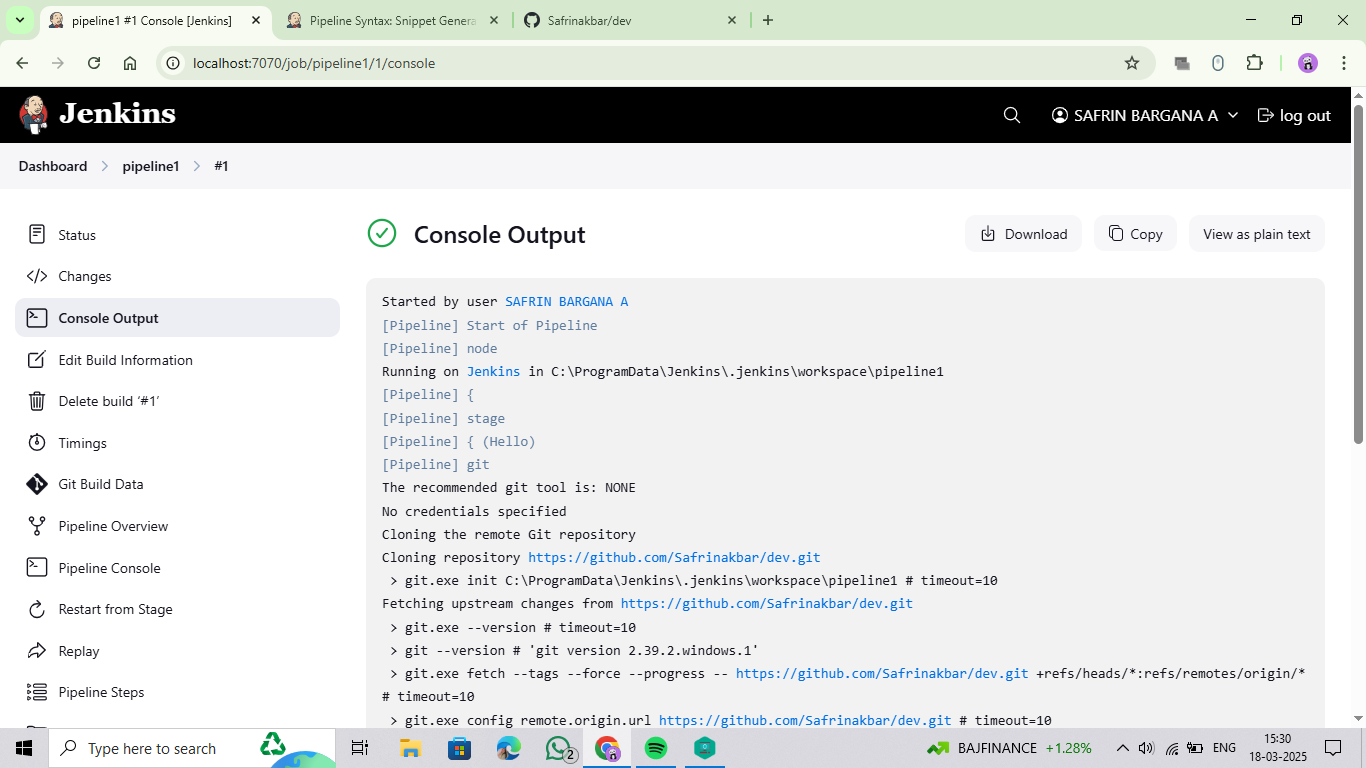 pipeline1 #1 Console [Jenkins]
Pipeline Syntax: Snippet Genera
Safrinakbar/dev
localhost:7070/job/pipeline1/1/console
Jenkins
SAFRIN BARGANA A
log out
Dashboard
pipeline1
#1
Status
Changes
Console Output
Edit Build Information
Delete build ‘#1’
Timings
Git Build Data
Pipeline Overview
Pipeline Console
Restart from Stage
Replay
Pipeline Steps
Console Output
Download
Copy
View as plain text
Started by user SAFRIN BARGANA A
[Pipeline] Start of Pipeline
[Pipeline] node
Running on Jenkins in C:\ProgramData\Jenkins\.jenkins\workspace\pipeline1
[Pipeline] {
[Pipeline] stage
[Pipeline] { (Hello)
[Pipeline] git
The recommended git tool is: NONE
No credentials specified
Cloning the remote Git repository
Cloning repository https://github.com/Safrinakbar/dev.git
> git.exe init C:\ProgramData\Jenkins\.jenkins\workspace\pipeline1 # timeout=10
Fetching upstream changes from https://github.com/Safrinakbar/dev.git
> git.exe --version # timeout=10
> git --version # 'git version 2.39.2.windows.1'
> git.exe fetch --tags --force --progress -- https://github.com/Safrinakbar/dev.git +refs/heads/*:refs/remotes/origin/*
# timeout=10
> git.exe config remote.origin.url https://github.com/Safrinakbar/dev.git # timeout=10
Type here to search
2
BAJFINANCE +1.28%
ENG
15:30
18-03-2025